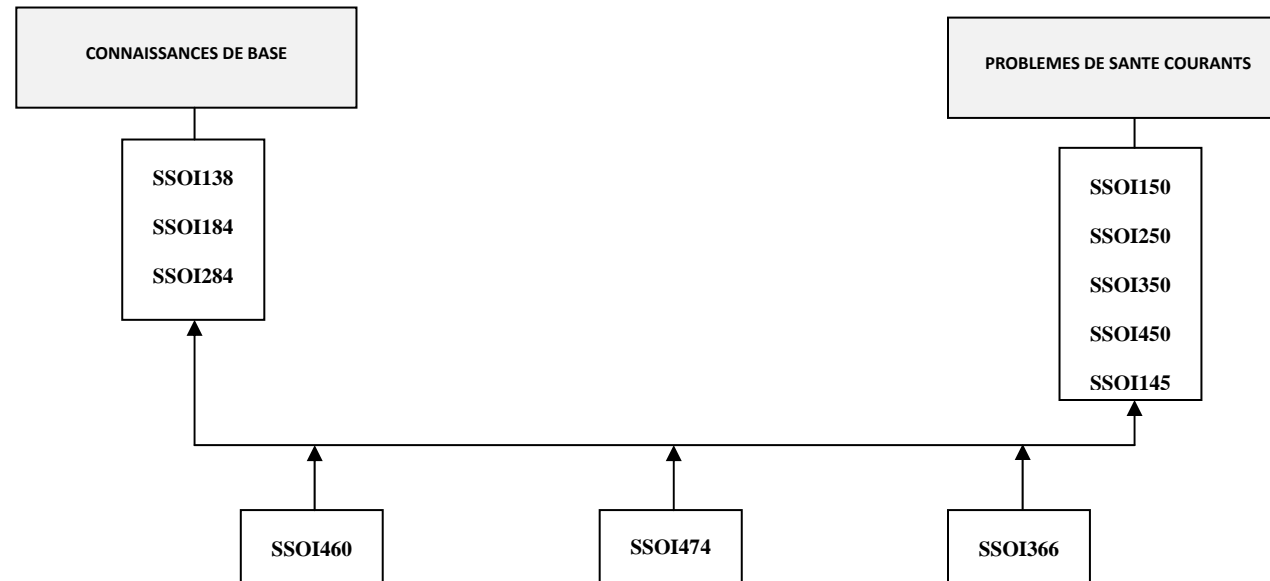 CONNAISSANCES DE BASE
SSOI138
SSOI184
SSOI284
PROBLEMES DE SANTE COURANTS
SSOI150
SSOI250
SSOI350
SSOI450
SSOI145
SSOI460
SSOI474
SSOI366